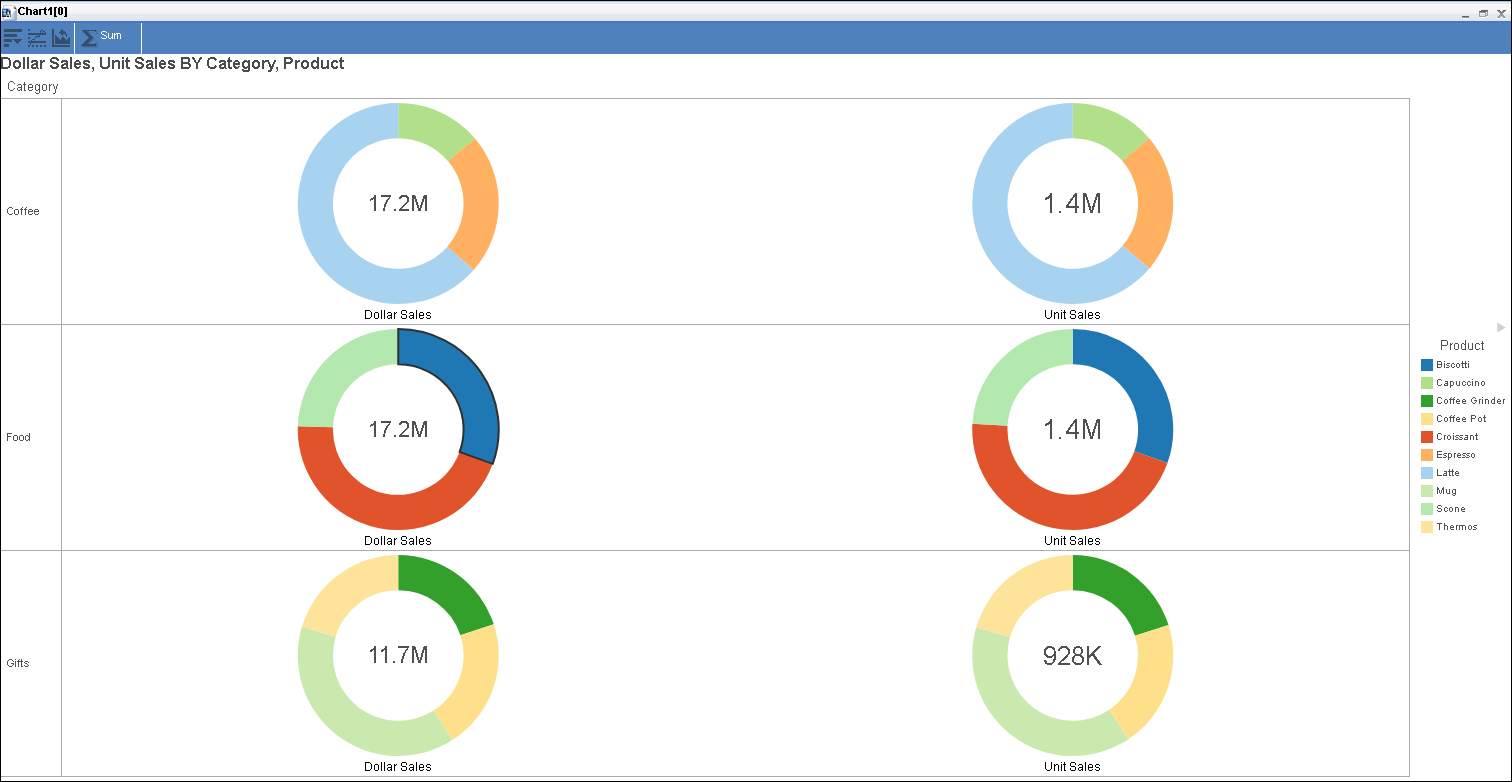 Chart1[0]
Sum
Dollar Sales, Unit Sales BY Category, Product
Category
Coffee
17.2M
Dollar Sales
1.4M
Unit Sales
Food
17.2M
Dollar Sales
1.4M
Unit Sales
Gifts
11.7M
Dollar Sales
928K
Unit Sales
Product
Biscotti
Capuccino
Coffee Grinder
Coffee Pot
Croissant
Espresso
Latte
Mug
Scone
Thermos